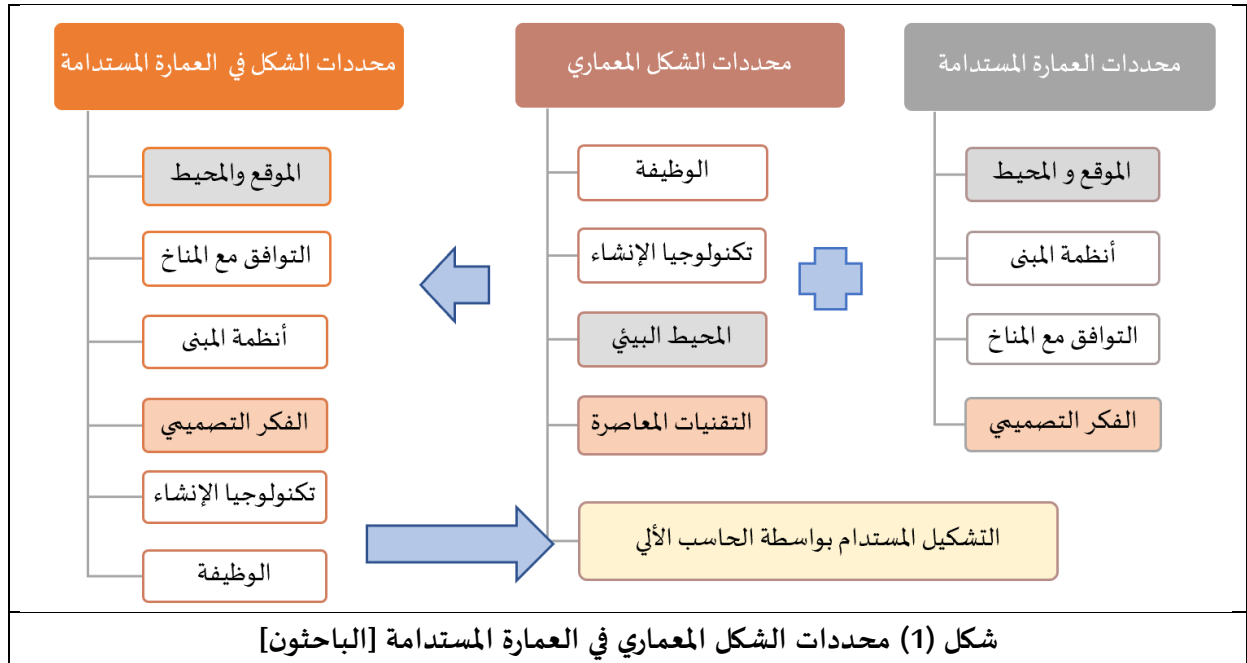 محددات العمارة المستدامة
الموقع و المحيط
أنظمة المبنى
التوافق مع المناخ
الفكر التصميمي
محددات الشكل المعماري
الوظيفة
تكنولوجيا الإنشاء
المحيط البيئي
التقنيات المعاصرة
التشكيل المستدام بواسطة الحاسب الألي
محددات الشكل في العمارة المستدامة
الموقع والمحيط
التوافق مع المناخ
أنظمة المبنى
الفكر التصميمي
تكنولوجيا الإنشاء
الوظيفة
شكل (1) محددات الشكل المعماري في العمارة المستدامة [الباحثون]